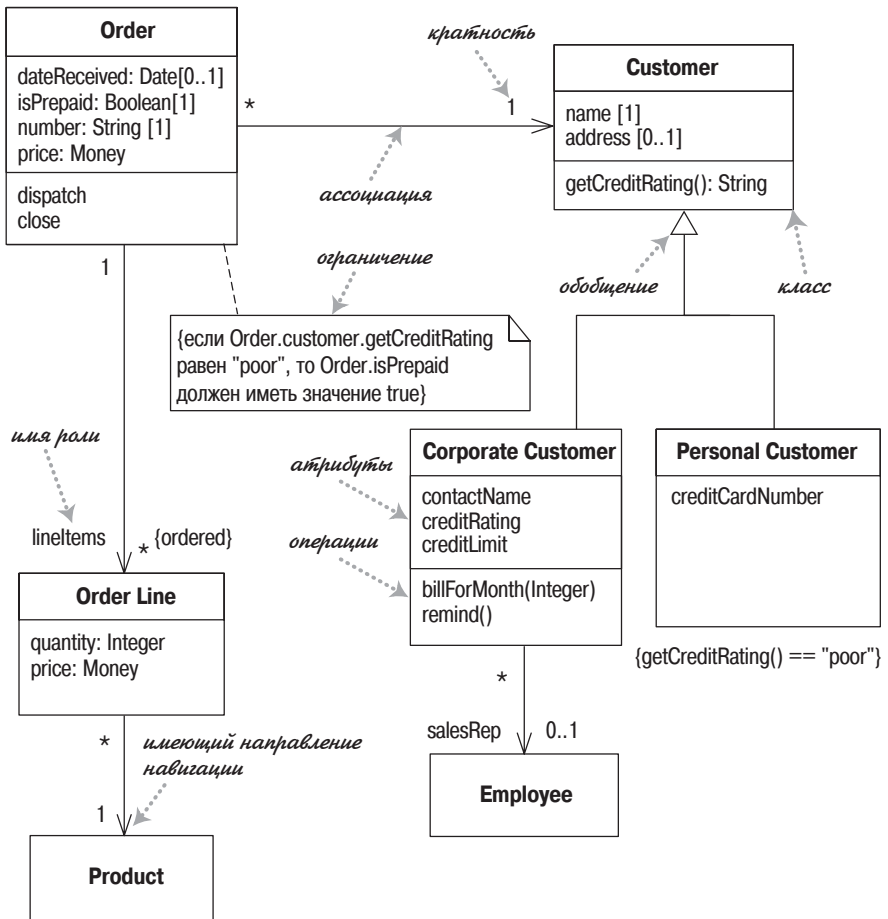 Order
dateReceived: Date[0..1]
isPrepaid: Boolean[1]
number: String [1]
price: Money
dispatch
close
*
1
кратность
ассоциация
Customer
name [1]
address [0..1]
getCreditRating(): String
обобщение
класс
1
ограничение
{если Order.customer.getCreditRating
равен "poor", то Order.isPrepaid
должен иметь значение true}
имя роли
lineItems
* {ordered}
атрибуты
операции
Corporate Customer
contactName
creditRating
creditLimit
billForMonth(Integer)
remind()
Personal Customer
creditCardNumber
{getCreditRating() == "poor"}
Order Line
quantity: Integer
price: Money
*
имеющий направление
навигации
1
Product
*
salesRep
0..1
Employee